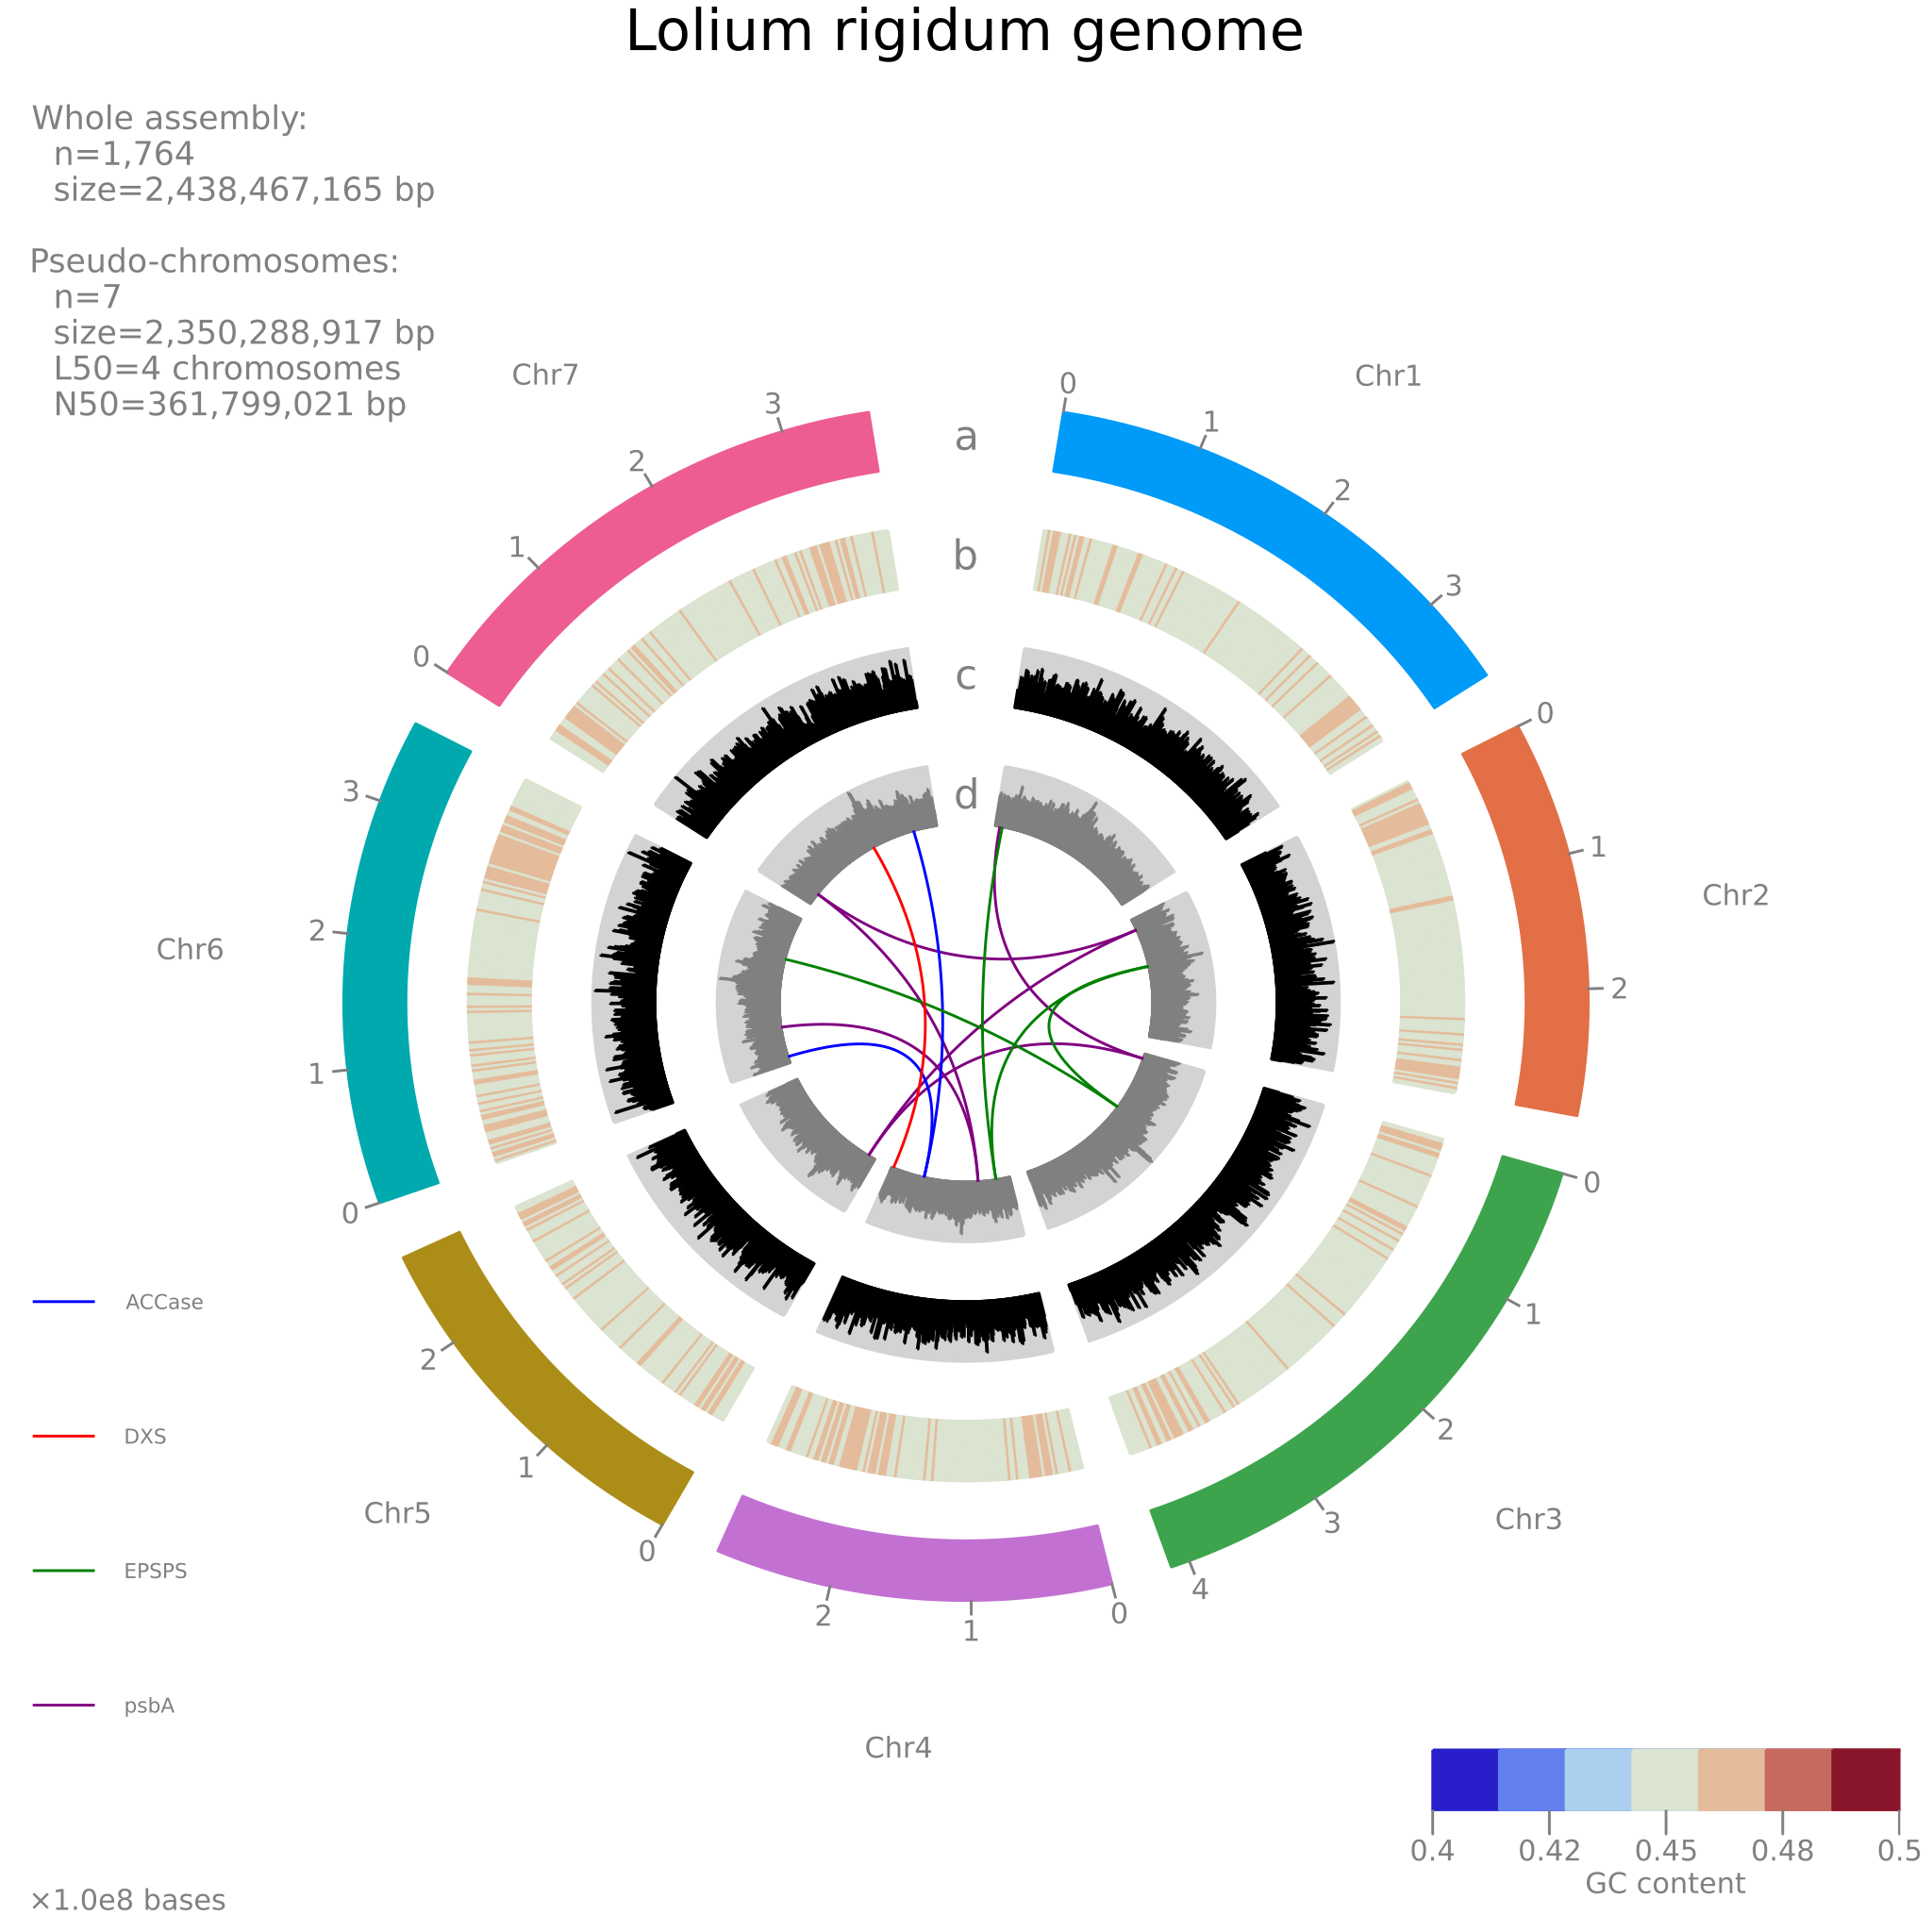 Lolium rigidum genome
Whole assembly:
n=1,764
size=2,438,467,165 bp
Pseudo-chromosomes:
n=7
size=2,350,288,917 bp
L50=4 chromosomes
N50=361,799,021 bp
a
b
c
d
Chr1
0
1
2
3
Chr2
0
1
2
Chr3
0
1
2
3
4
Chr4
0
1
2
Chr5
0
1
2
Chr6
0
1
2
3
Chr7
0
1
2
3
ACCase
DXS
EPSPS
psbA
0.4 0.42 0.45 0.48 0.5
GC content
×1.0e8 bases